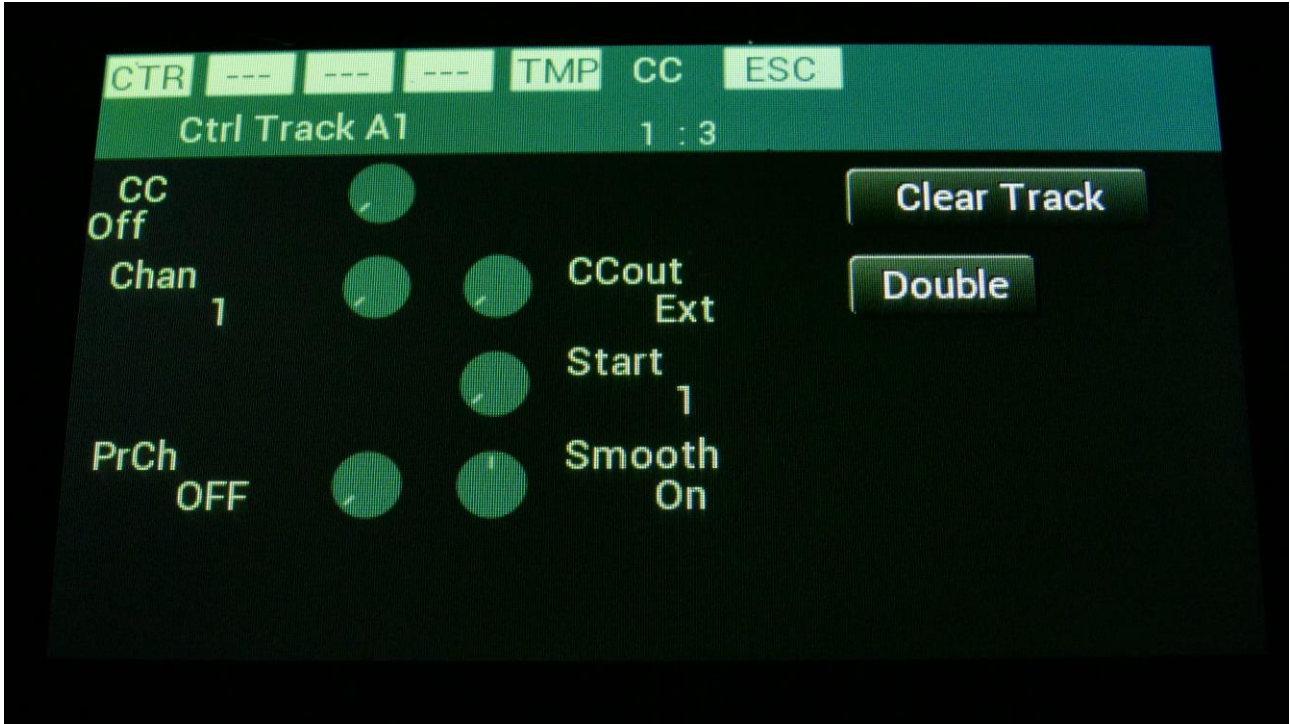 CTR --- --- --- TMP CC ESC
Ctrl Track A1 1 : 3
CC
Off
Clear Track
Chan
1
CCout
Ext
Double
Start
1
PrCh
OFF
Smooth
On